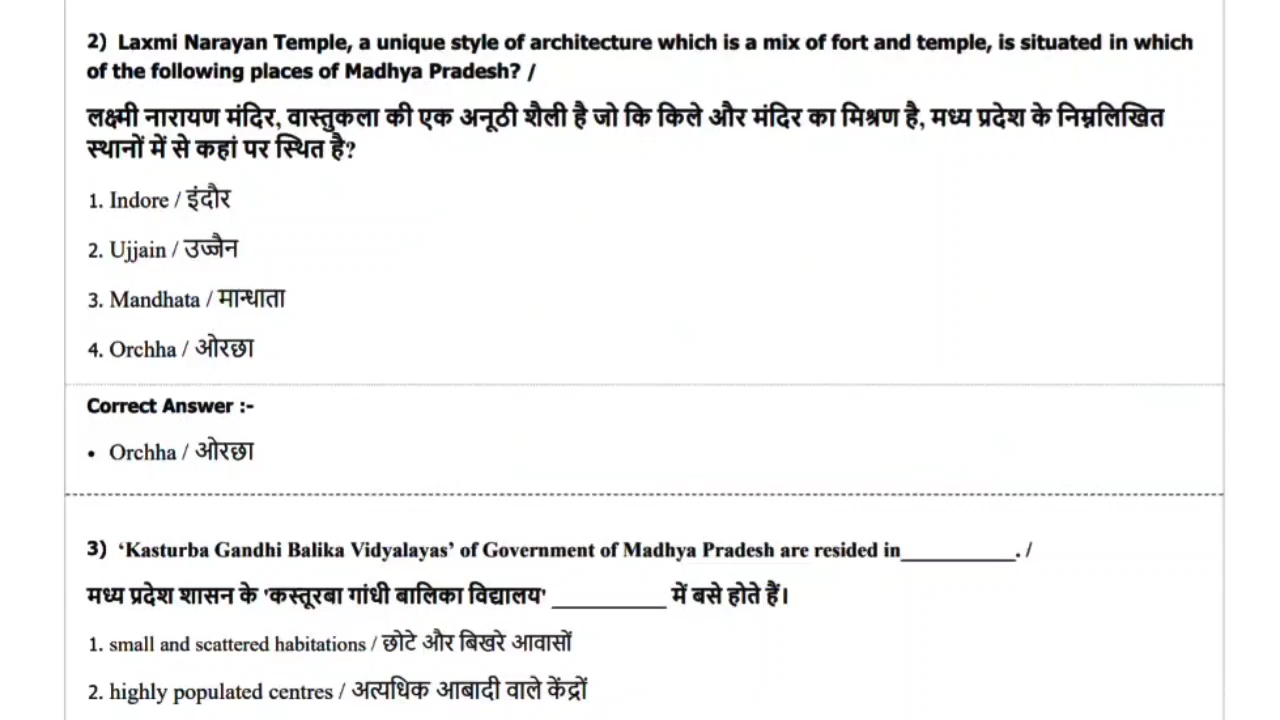 2) Laxmi Narayan Temple, a unique style of architecture which is a mix of fort and temple, is situated in which
of the following places of Madhya Pradesh? /
लक्ष्मी नारायण मंदिर, वास्तुकला की एक अनूठी शैली है जो कि किले और मंदिर का मिश्रण है, मध्य प्रदेश के निम्नलिखित
स्थानों में से कहां पर स्थित है?
1. Indore / इंदौर
2. Ujjain / उज्जैन
3. Mandhata / मान्धाता
4. Orchha / ओरछा
Correct Answer :-
• Orchha / ओरछा
3) ‘Kasturba Gandhi Balika Vidyalayas’ of Government of Madhya Pradesh are resided in__________. /
मध्य प्रदेश शासन के 'कस्तूरबा गांधी बालिका विद्यालय' __________ में बसे होते हैं।
1. small and scattered habitations / छोटे और बिखरे आवासों
2. highly populated centres / अत्यधिक आबादी वाले केंद्रों